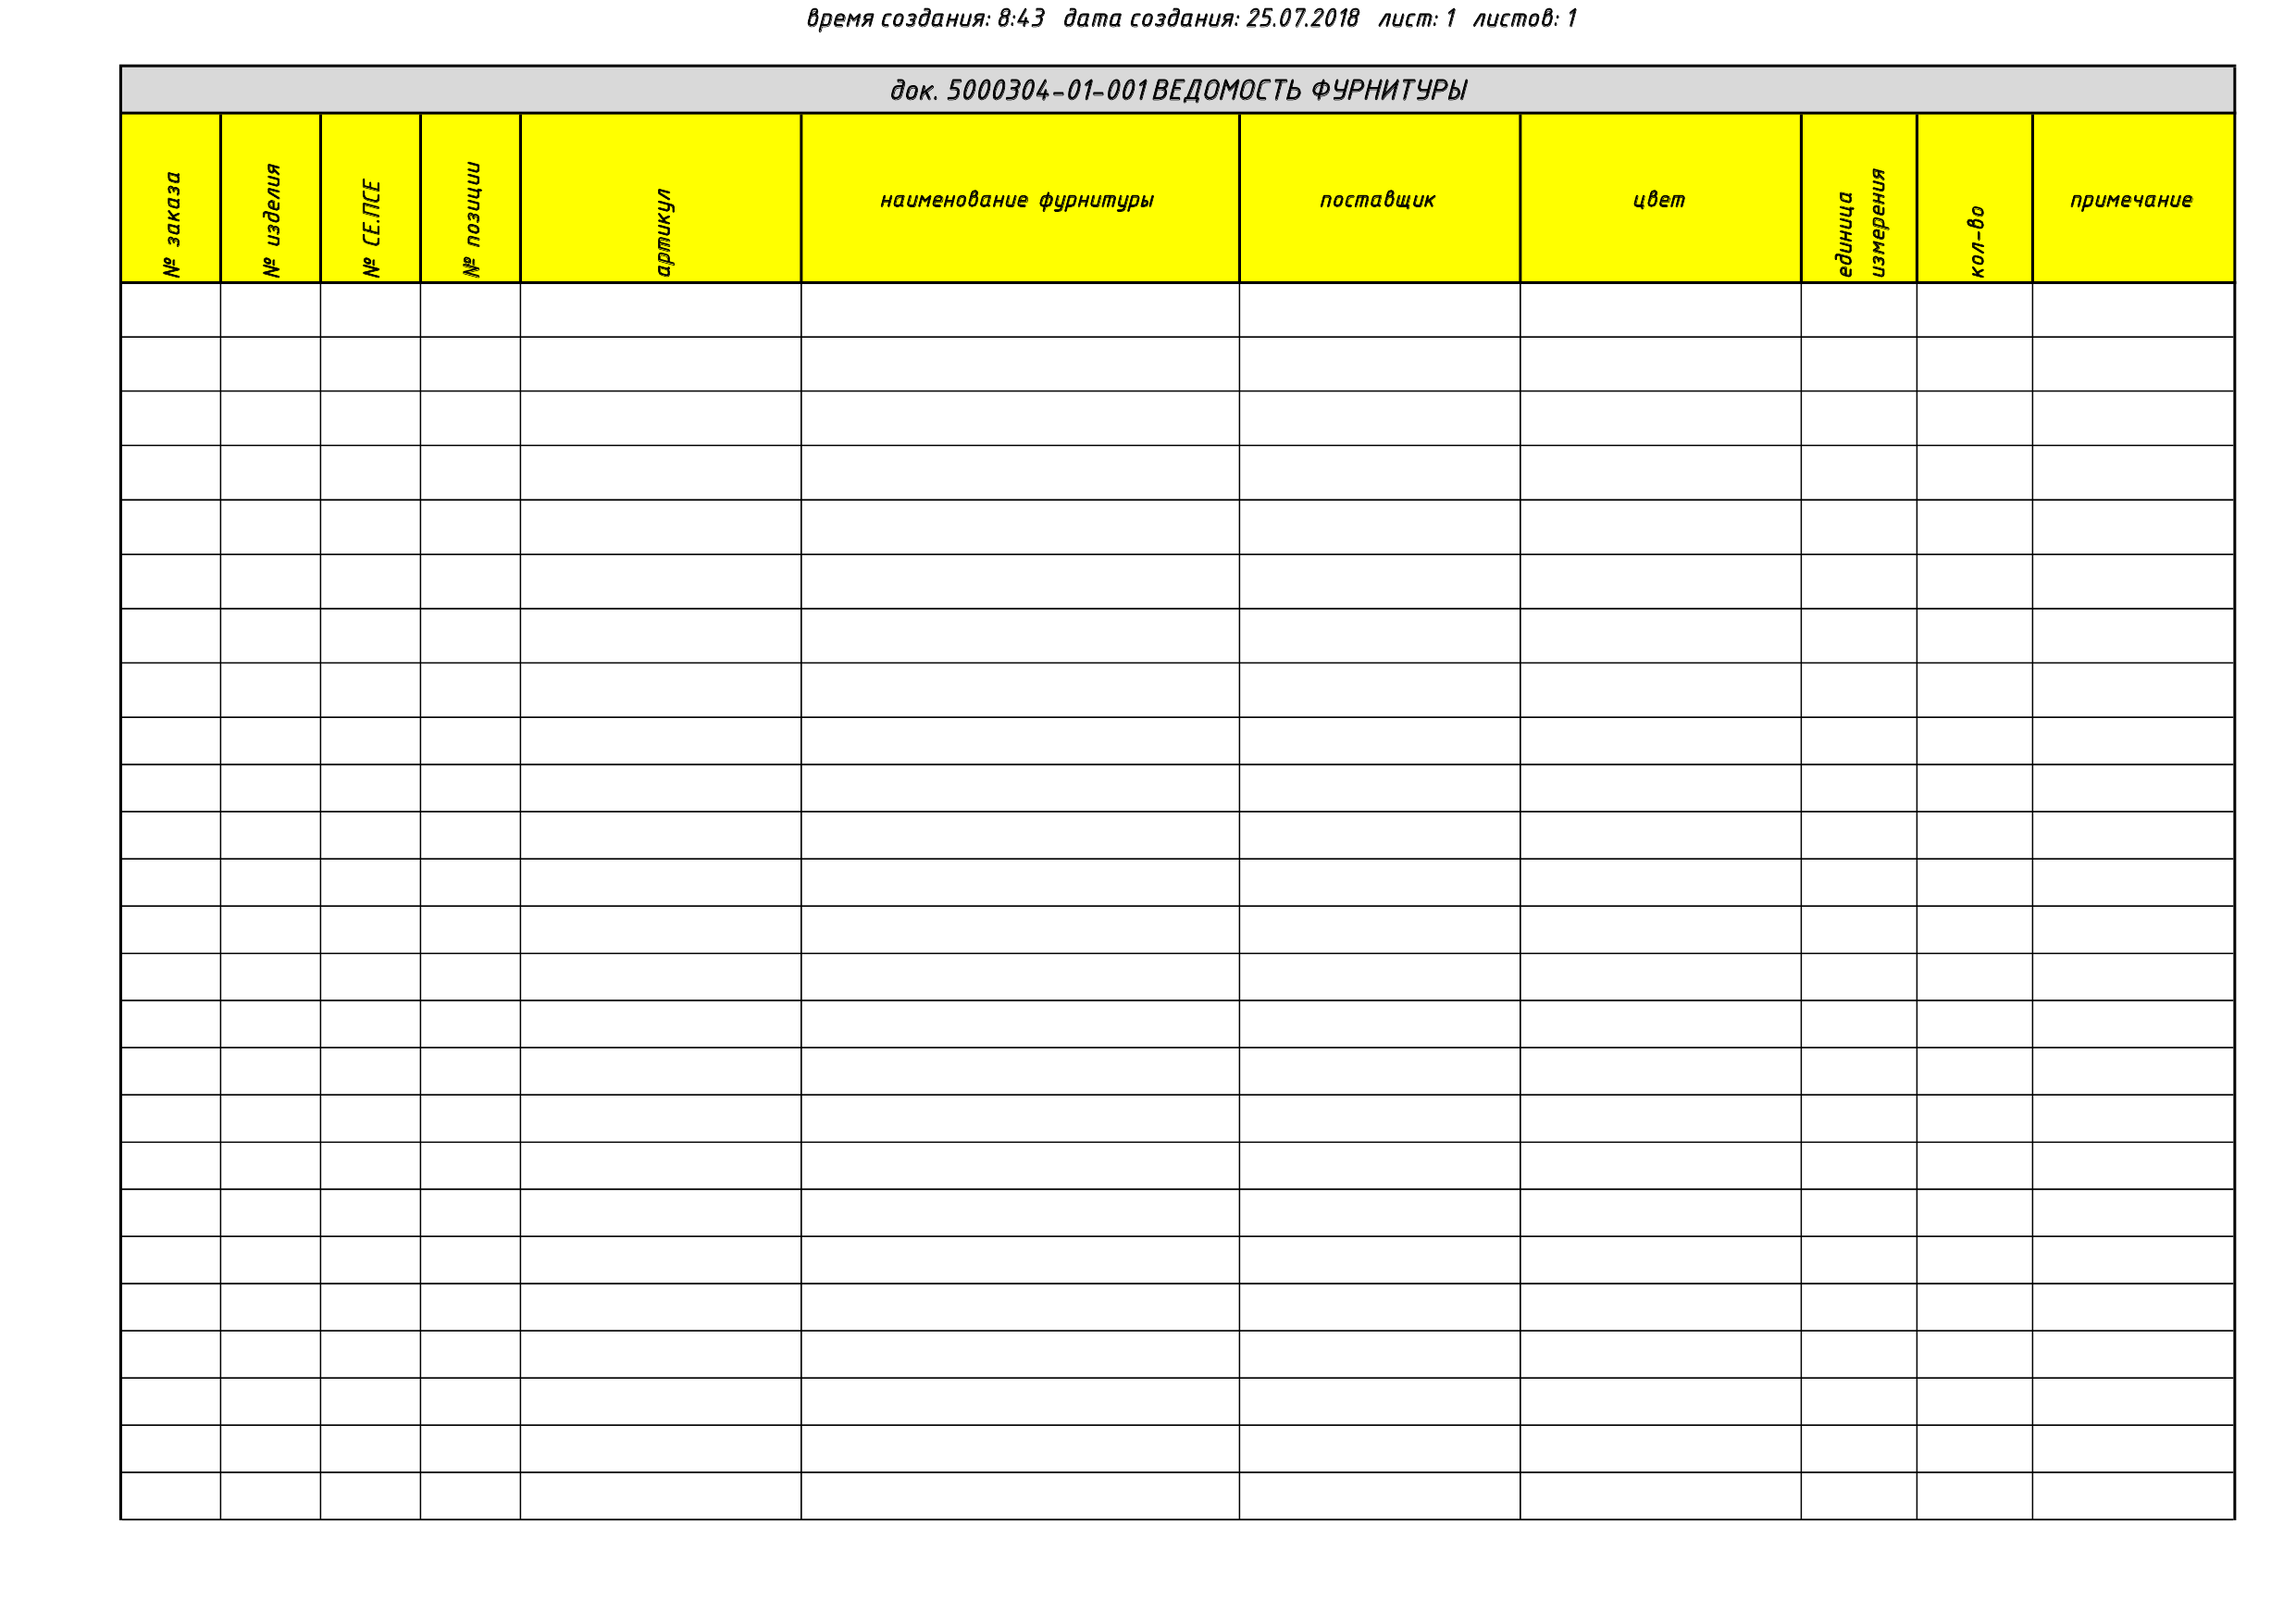 время создания: 8:43 дата создания: 25.07.2018 лист: 1 листов: 1
док. 5000304-01-001 ВЕДОМОСТЬ ФУРНИТУРЫ
№ заказа
№ изделия
№ СЕ.ПСЕ
№ позиции
артикул
наименование фурнитуры
поставщик
цвет
единица
измерения
кол-во
примечание